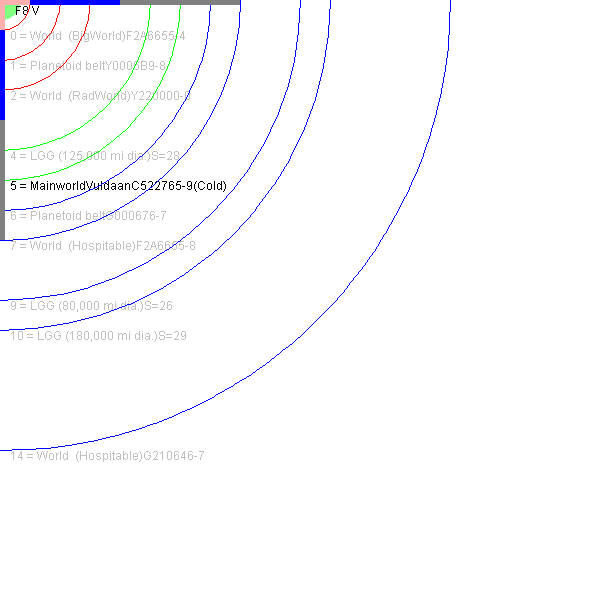 F8 V
0 = World  (BigWorld)F2A6655-4
1 = Planetoid beltY0006B9-8
2 = World  (RadWorld)Y220000-0
4 = LGG (125,000 mi dia.)S=28
5 = MainworldVuldaanC522765-9(Cold)
6 = Planetoid beltG000676-7
7 = World  (Hospitable)F2A6665-8
9 = LGG (80,000 mi dia.)S=26
10 = LGG (180,000 mi dia.)S=29
14 = World  (Hospitable)G210646-7